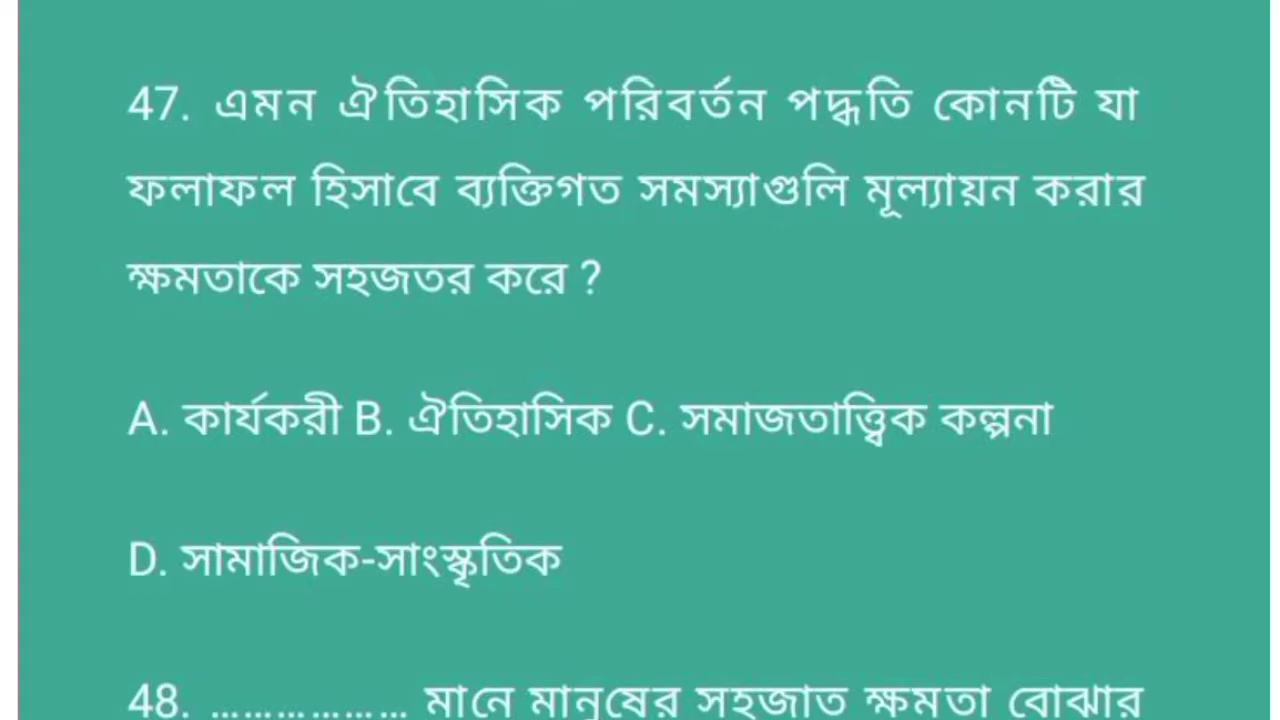 47. এমন ঐতিহাসিক পরিবর্তন পদ্ধতি কোনটি যা
ফলাফল হিসাবে ব্যক্তিগত সমস্যাগুলি মূল্যায়ন করার
ক্ষমতাকে সহজতর করে ?
A. কার্যকরী B. ঐতিহাসিক C. সমাজতাত্ত্বিক কল্পনা
D. সামাজিক-সাংস্কৃতিক
48. .................. মানে মানুষের সহজাত ক্ষমতা বোঝার